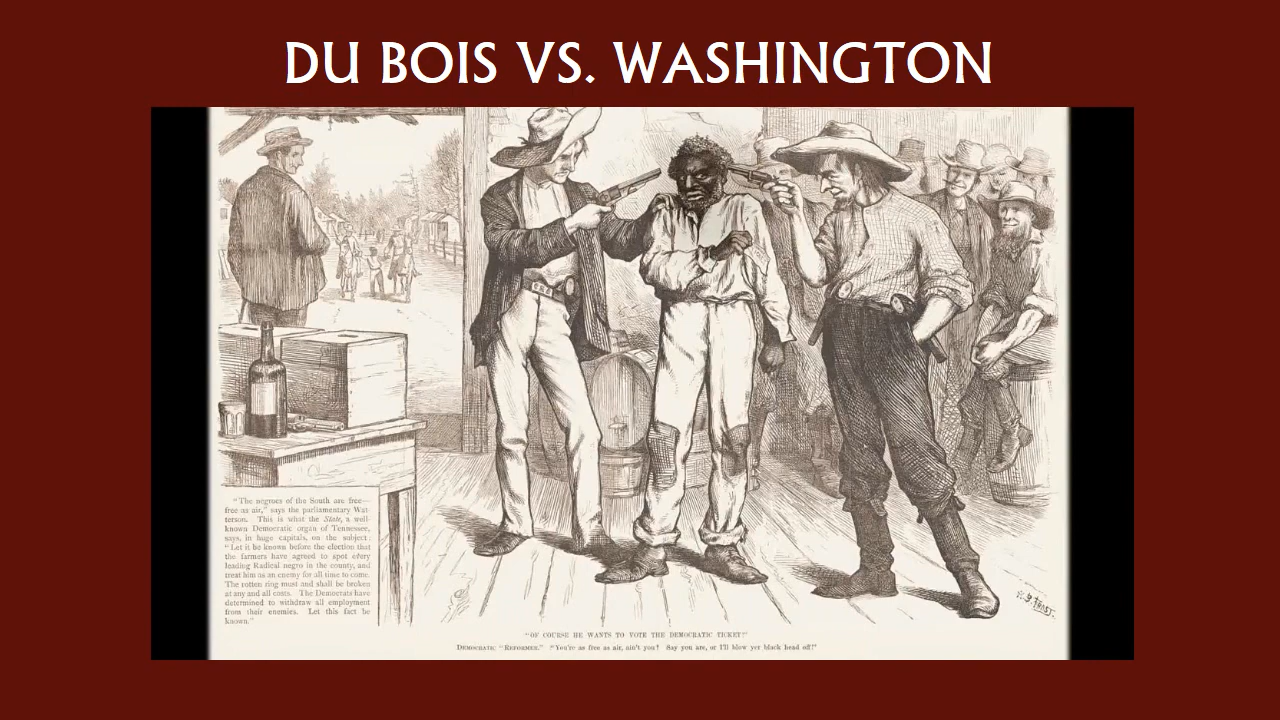 DU BOIS VS. WASHINGTON
"The negroes of the South are free—
free as air," says the parliamentary Wat-
terson. This is what the State, a well-
known Democratic organ of Tennessee,
says, in huge capitals, on the subject:
"Let it be known before the election that
the farmers have agreed to spot every
leading Radical negro in the county, and
treat him as an enemy for all time to come.
The rotten ring must and shall be broken
at any and all costs. The Democrats have
determined to withdraw all employment
from their enemies. Let this fact be
known."
"OF COURSE HE WANTS TO VOTE THE DEMOCRATIC TICKET!"
DEMOCRATIC "REFORMER." "You're as free as air, ain't you? Say you are, or I'll blow yer black head off!"